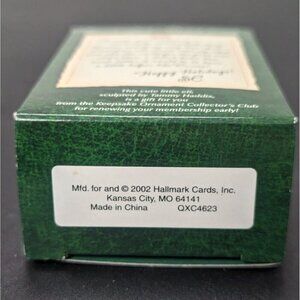 This cute little elf,
sculpted by Tammy Haddix,
is a gift for you
from the Keepsake Ornament Collector's Club
for renewing your membership early!
Mfd. for and © 2002 Hallmark Cards, Inc.
Kansas City, MO 64141
Made in China QXC4623